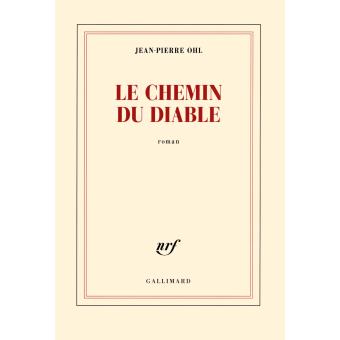 JEAN-PIERRE OHL
LE CHEMIN
DU DIABLE
roman
nrf
GALLIMARD